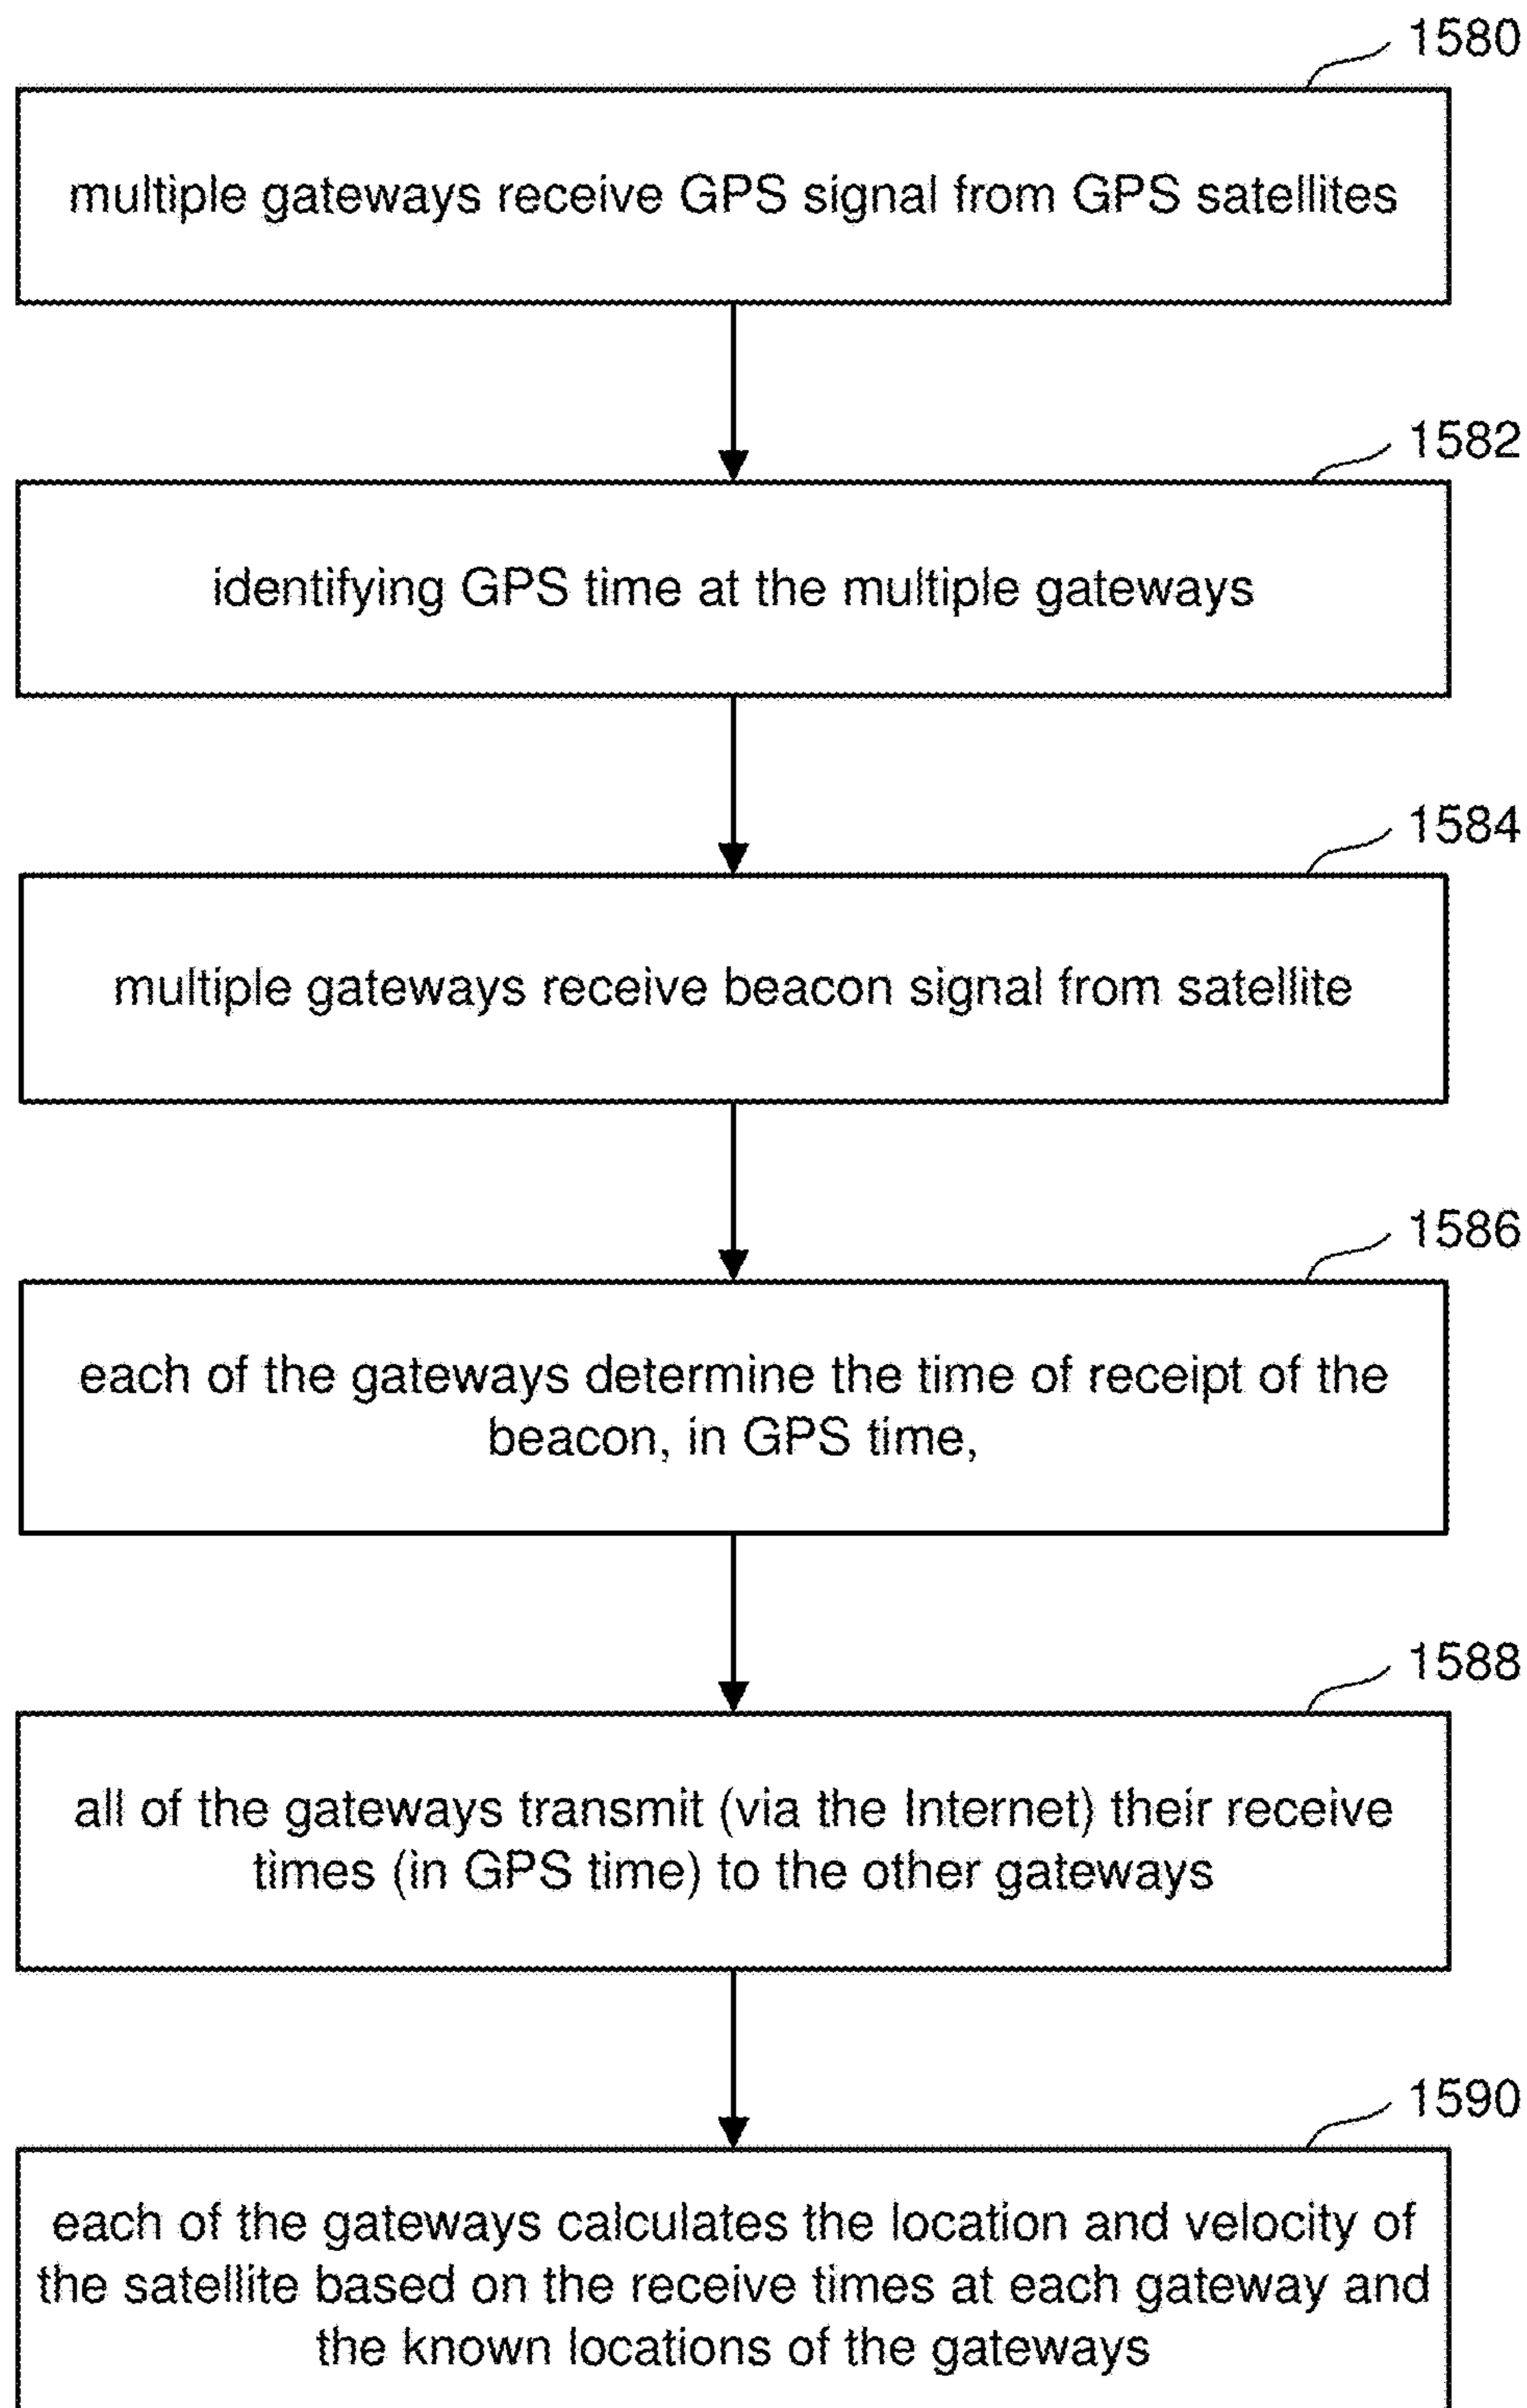 1580
multiple gateways receive GPS signal from GPS satellites
1582
identifying GPS time at the multiple gateways
1584
multiple gateways receive beacon signal from satellite
1586
each of the gateways determine the time of receipt of the
beacon, in GPS time,
1588
all of the gateways transmit (via the Internet) their receive
times (in GPS time) to the other gateways
1590
each of the gateways calculates the location and velocity of
the satellite based on the receive times at each gateway and
the known locations of the gateways